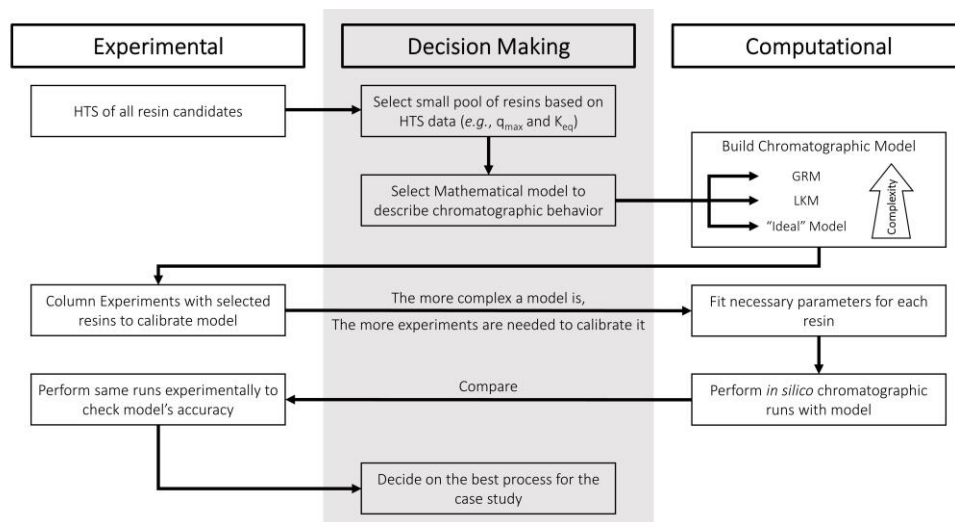 Experimental
Decision Making
Computational
HTS of all resin candidates
Select small pool of resins based on
HTS data (e.g., qmax and Keq)
Select Mathematical model to
describe chromatographic behavior
Build Chromatographic Model
GRM
LKM
“Ideal” Model
Complexity
Column Experiments with selected
resins to calibrate model
The more complex a model is,
The more experiments are needed to calibrate it
Fit necessary parameters for each
resin
Perform same runs experimentally to
check model’s accuracy
Compare
Perform in silico chromatographic
runs with model
Decide on the best process for the
case study